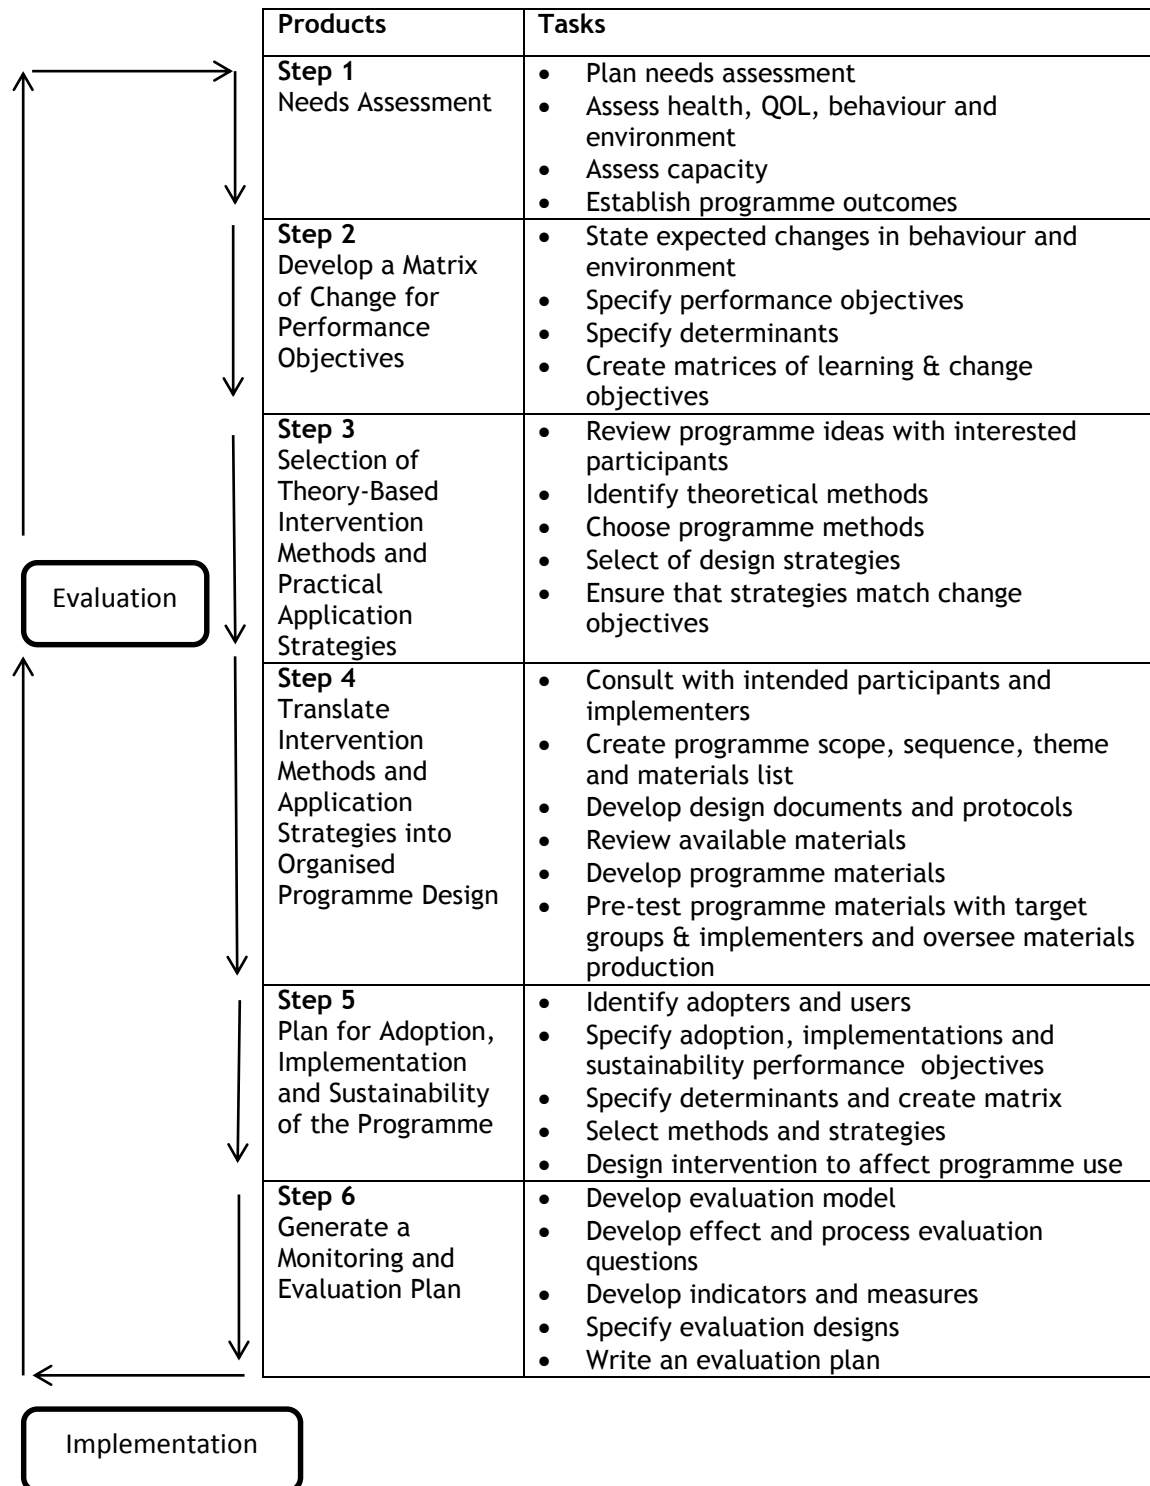 Products
Tasks
Step 1
Needs Assessment
• Plan needs assessment
• Assess health, QOL, behaviour and
environment
• Assess capacity
• Establish programme outcomes
Step 2
Develop a Matrix
of Change for
Performance
Objectives
• State expected changes in behaviour and
environment
• Specify performance objectives
• Specify determinants
• Create matrices of learning & change
objectives
Step 3
Selection of
Theory-Based
Intervention
Methods and
Practical
Application
Strategies
• Review programme ideas with interested
participants
• Identify theoretical methods
• Choose programme methods
• Select of design strategies
• Ensure that strategies match change
objectives
Evaluation
Step 4
Translate
Intervention
Methods and
Application
Strategies into
Organised
Programme Design
• Consult with intended participants and
implementers
• Create programme scope, sequence, theme
and materials list
• Develop design documents and protocols
• Review available materials
• Develop programme materials
• Pre-test programme materials with target
groups & implementers and oversee materials
production
Step 5
Plan for Adoption,
Implementation
and Sustainability
of the Programme
• Identify adopters and users
• Specify adoption, implementations and
sustainability performance objectives
• Specify determinants and create matrix
• Select methods and strategies
• Design intervention to affect programme use
Step 6
Generate a
Monitoring and
Evaluation Plan
• Develop evaluation model
• Develop effect and process evaluation
questions
• Develop indicators and measures
• Specify evaluation designs
• Write an evaluation plan
Implementation